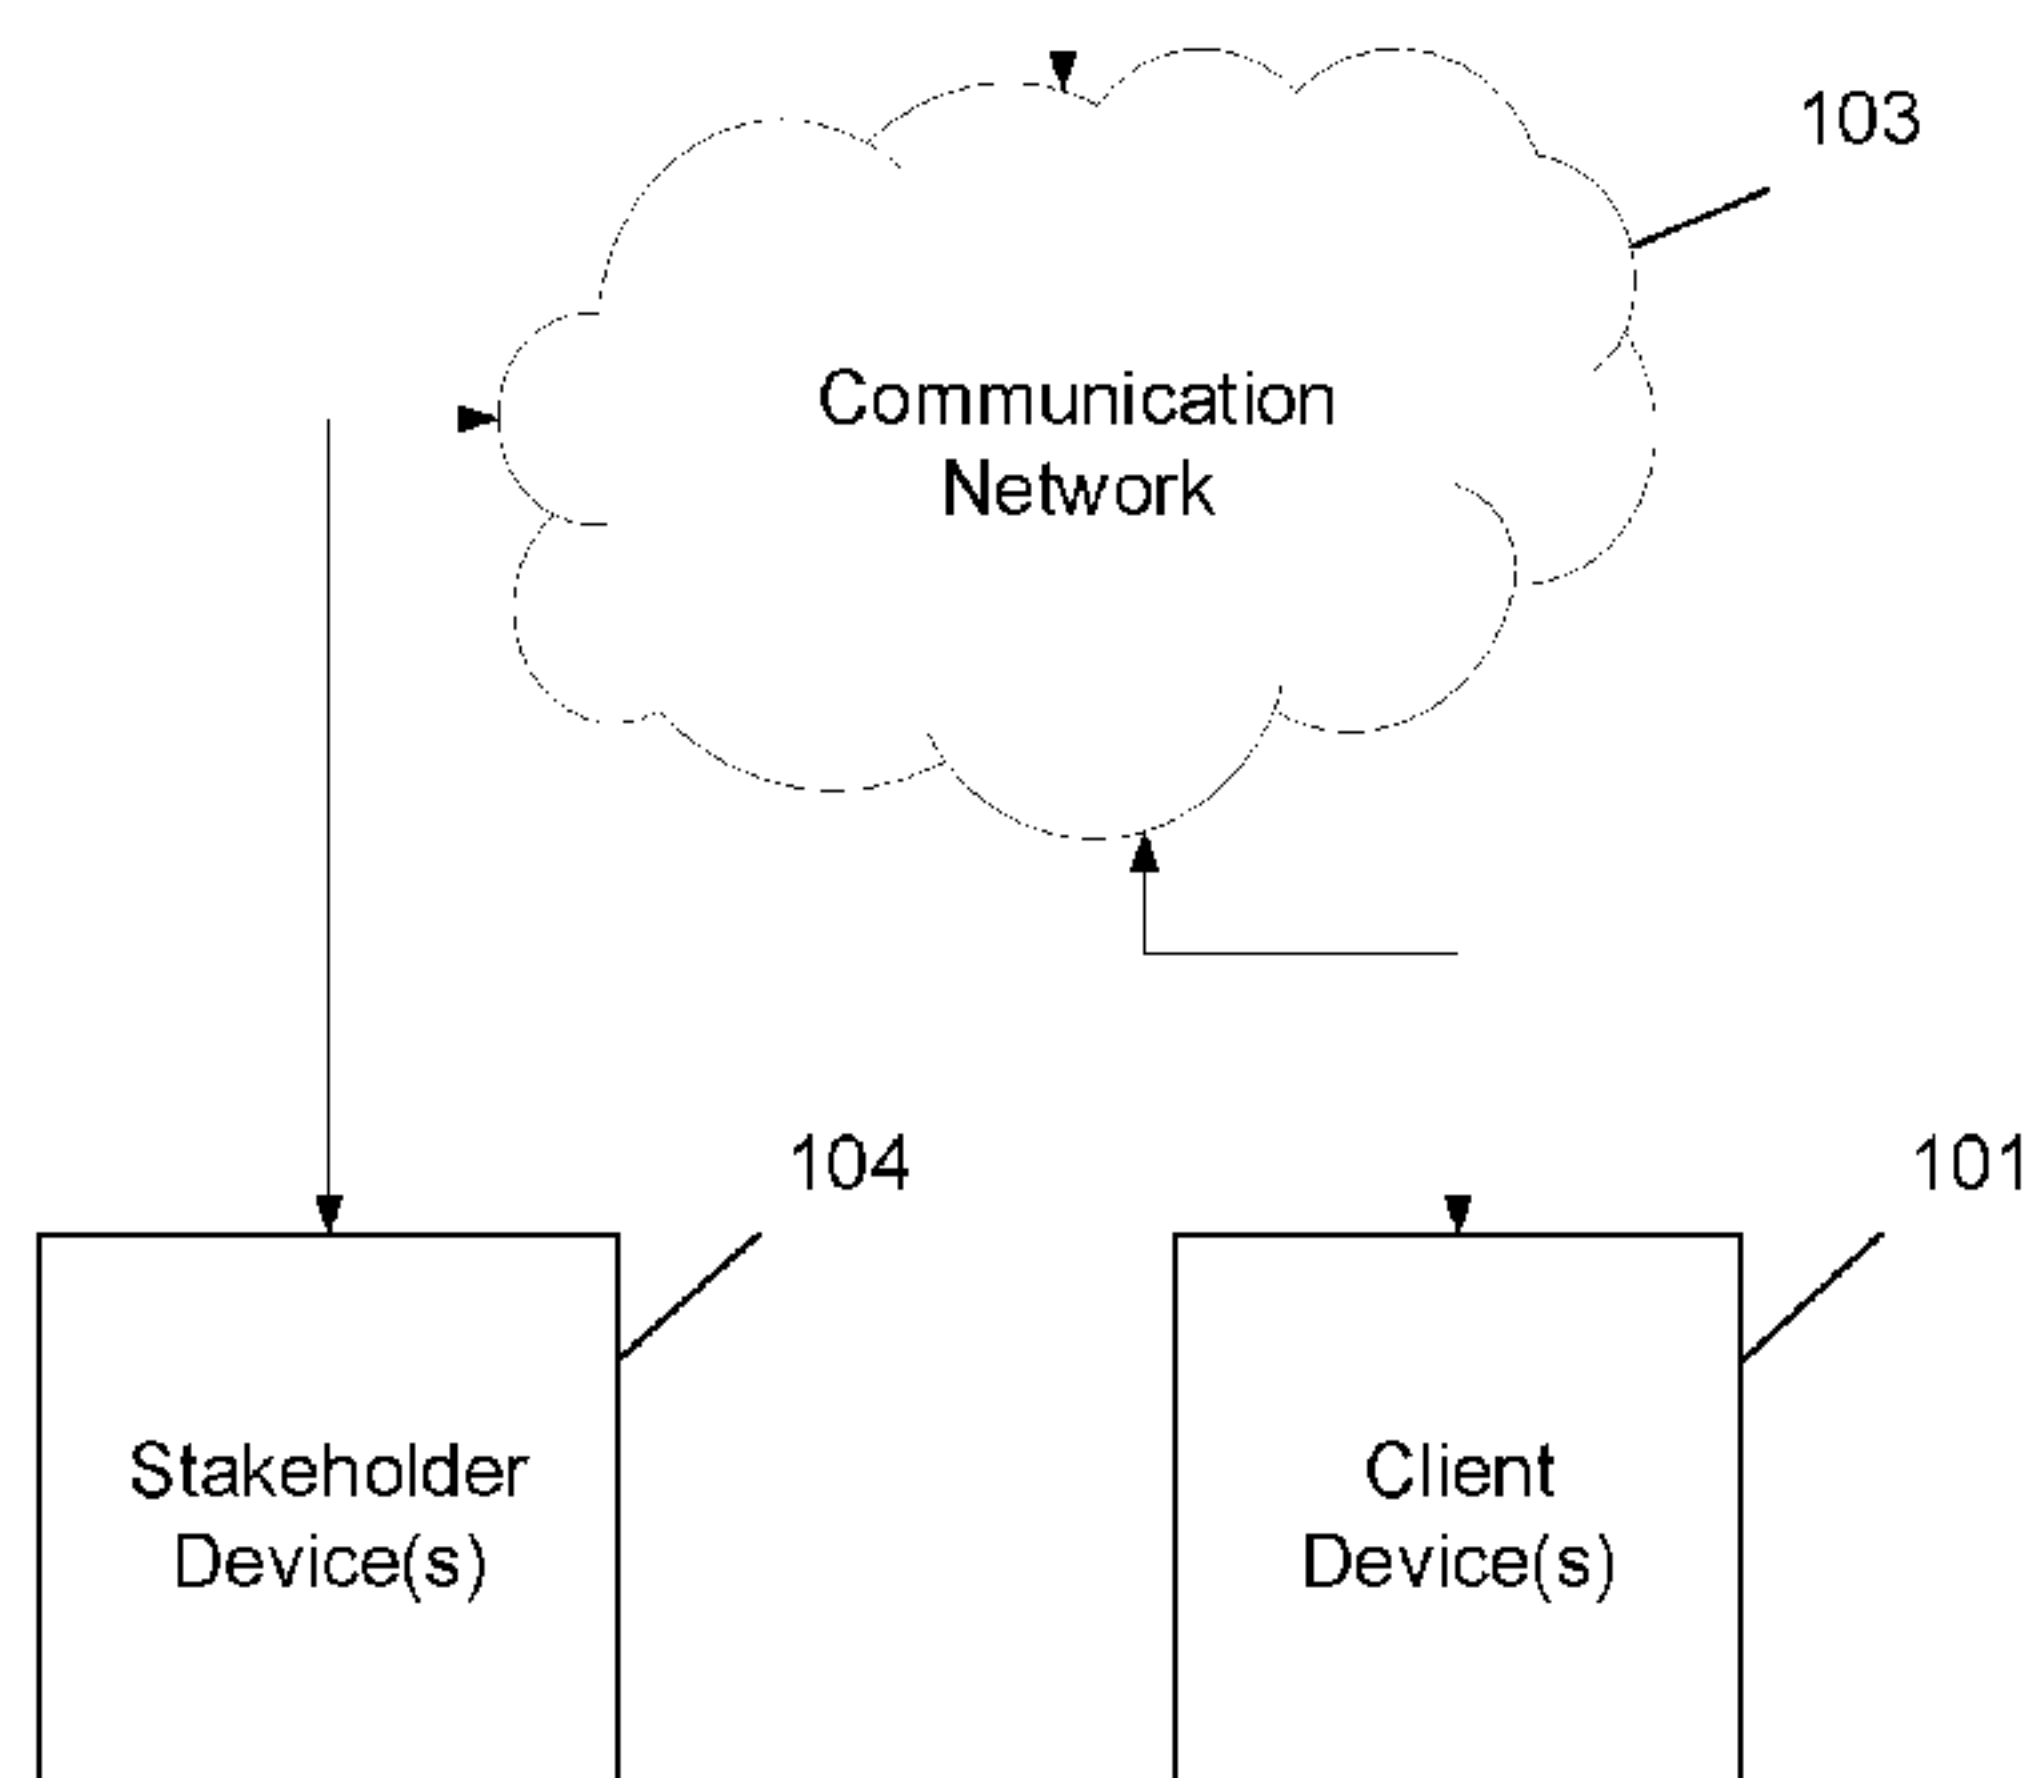 103
Communication
Network
104
101
Stakeholder
Device(s)
Client
Device(s)